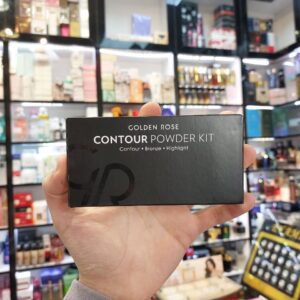 GOLDEN ROSE
CONTOUR POWDER KIT
Contour • Bronze • Highlight